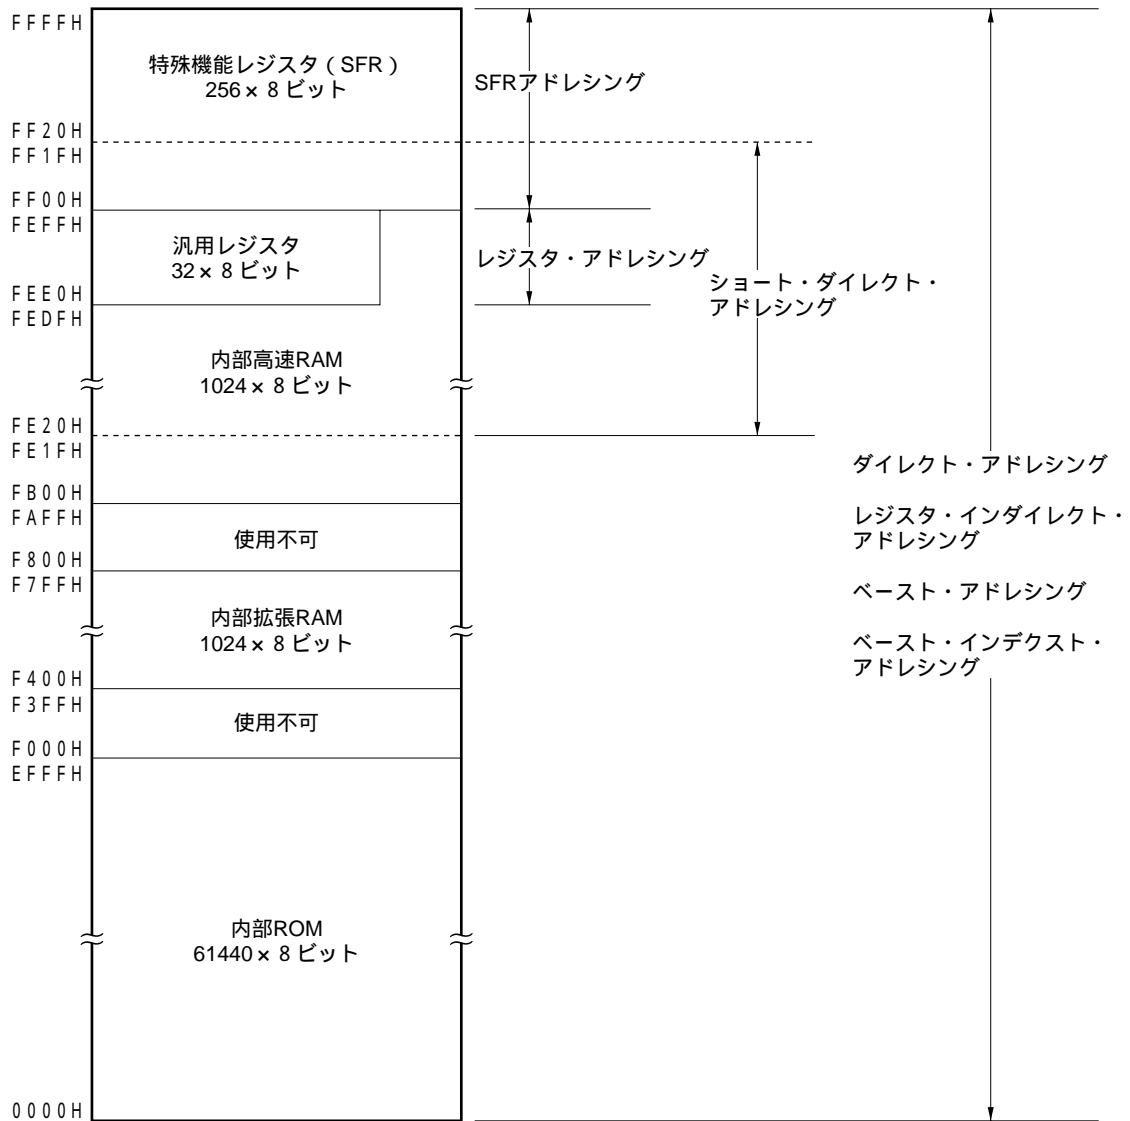 FFFFH
特殊機能レジスタ（SFR）
256×8ビット
SFRアドレシング
FF20H
FF1FH
FF00H
FEFFH
汎用レジスタ
32×8ビット
レジスタ・アドレシング
ショート・ダイレクト・
アドレシング
FEE0H
FEDFH
内部高速RAM
1024×8ビット
FE20H
FE1FH
ダイレクト・アドレシング
FB00H
FAFFH
レジスタ・インダイレクト・
アドレシング
使用不可
F800H
F7FFH
ベースト・アドレシング
内部拡張RAM
1024×8ビット
ベースト・インデクスト・
アドレシング
F400H
F3FFH
使用不可
F000H
EFFFH
内部ROM
61440×8ビット
0000H